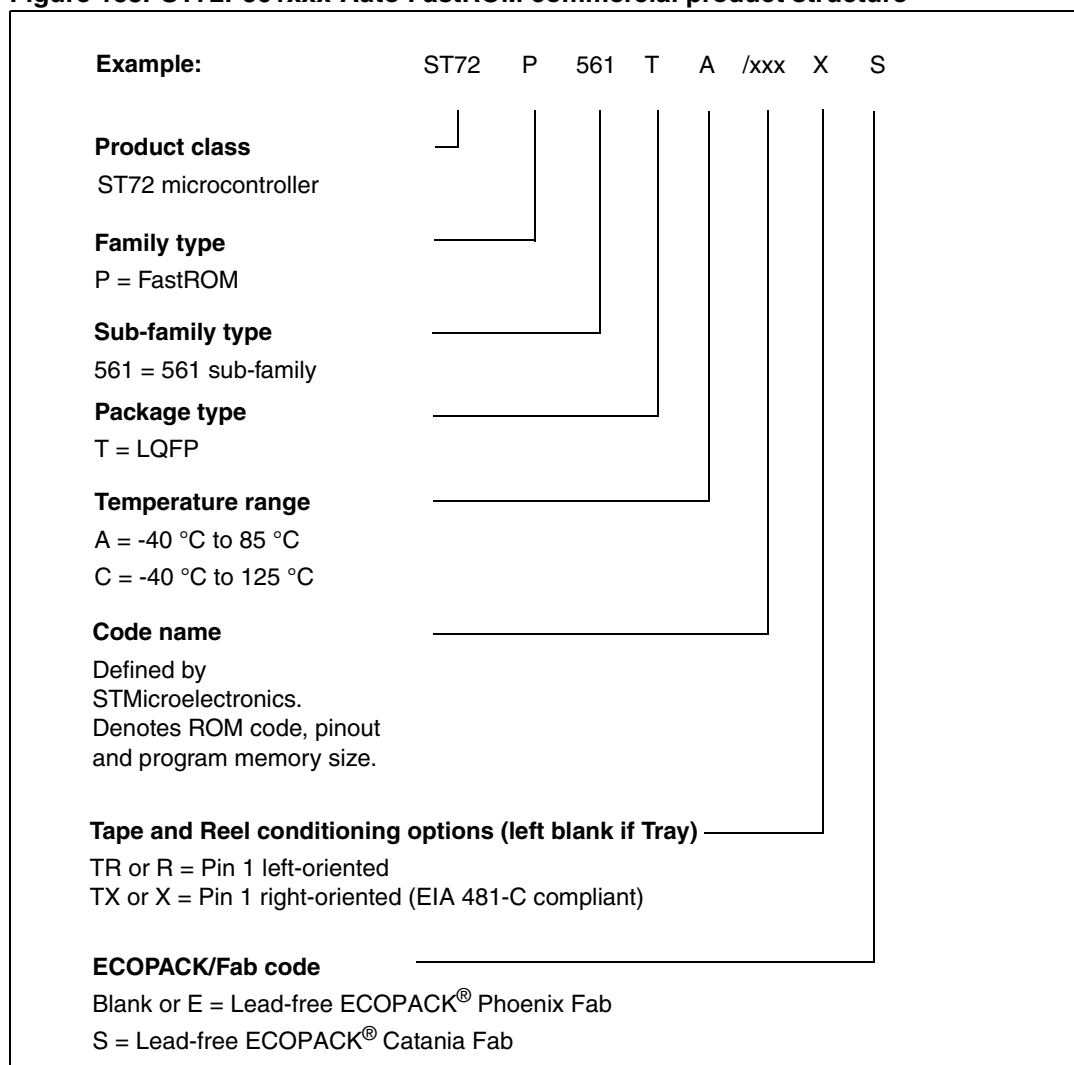 Example: ST72 P 561 T A /xxx X S
Product class
ST72 microcontroller
Family type
P = FastROM
Sub-family type
561 = 561 sub-family
Package type
T = LQFP
Temperature range
A = -40 °C to 85 °C
C = -40 °C to 125 °C
Code name
Defined by
STMicroelectronics.
Denotes ROM code, pinout
and program memory size.
Tape and Reel conditioning options (left blank if Tray)
TR or R = Pin 1 left-oriented
TX or X = Pin 1 right-oriented (EIA 481-C compliant)
ECOPACK/Fab code
Blank or E = Lead-free ECOPACK® Phoenix Fab
S = Lead-free ECOPACK® Catania Fab